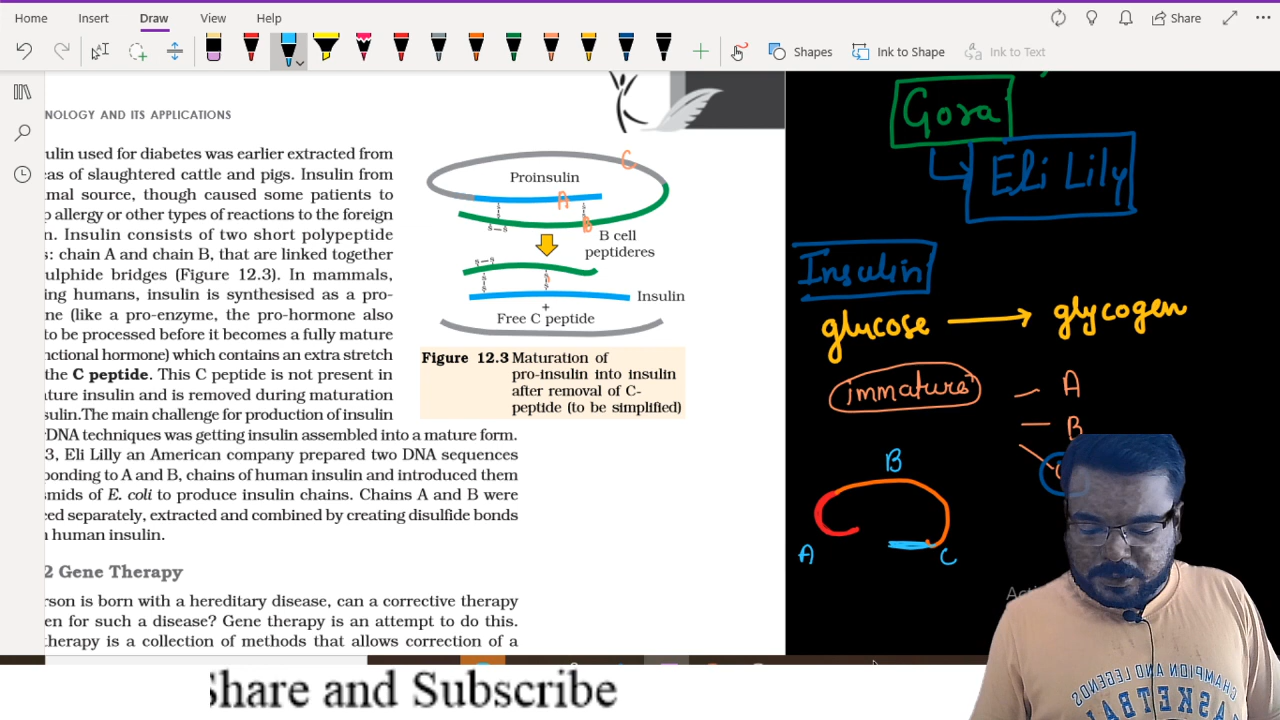 Home Insert Draw View Help Share
Shapes Ink to Shape Ink to Text
NOLOGY AND ITS APPLICATIONS
ulin used for diabetes was earlier extracted from
eas of slaughtered cattle and pigs. Insulin from
mal source, though caused some patients to
p allergy or other types of reactions to the foreign
n. Insulin consists of two short polypeptide
s: chain A and chain B, that are linked together
ulphide bridges (Figure 12.3). In mammals,
ing humans, insulin is synthesised as a pro-
ne (like a pro-enzyme, the pro-hormone also
to be processed before it becomes a fully mature
nctional hormone) which contains an extra stretch
the C peptide. This C peptide is not present in
ature insulin and is removed during maturation
sulin.The main challenge for production of insulin
rDNA techniques was getting insulin assembled into a mature form.
3, Eli Lilly an American company prepared two DNA sequences
ponding to A and B, chains of human insulin and introduced them
smids of E. coli to produce insulin chains. Chains A and B were
ced separately, extracted and combined by creating disulfide bonds
n human insulin.
2 Gene Therapy
rson is born with a hereditary disease, can a corrective therapy
en for such a disease? Gene therapy is an attempt to do this.
therapy is a collection of methods that allows correction of a
C
Proinsulin
A
B
S-S
B cell
peptideres
S-S
Insulin
+
Free C peptide
Figure 12.3 Maturation of
pro-insulin into insulin
after removal of C-
peptide (to be simplified)
Gora
Eli Lily
Insulin
glucose → glycogen
immature
A
B
B
A
C
CHAMPION AND LEGENDS
BASKETBAL
Share and Subscribe